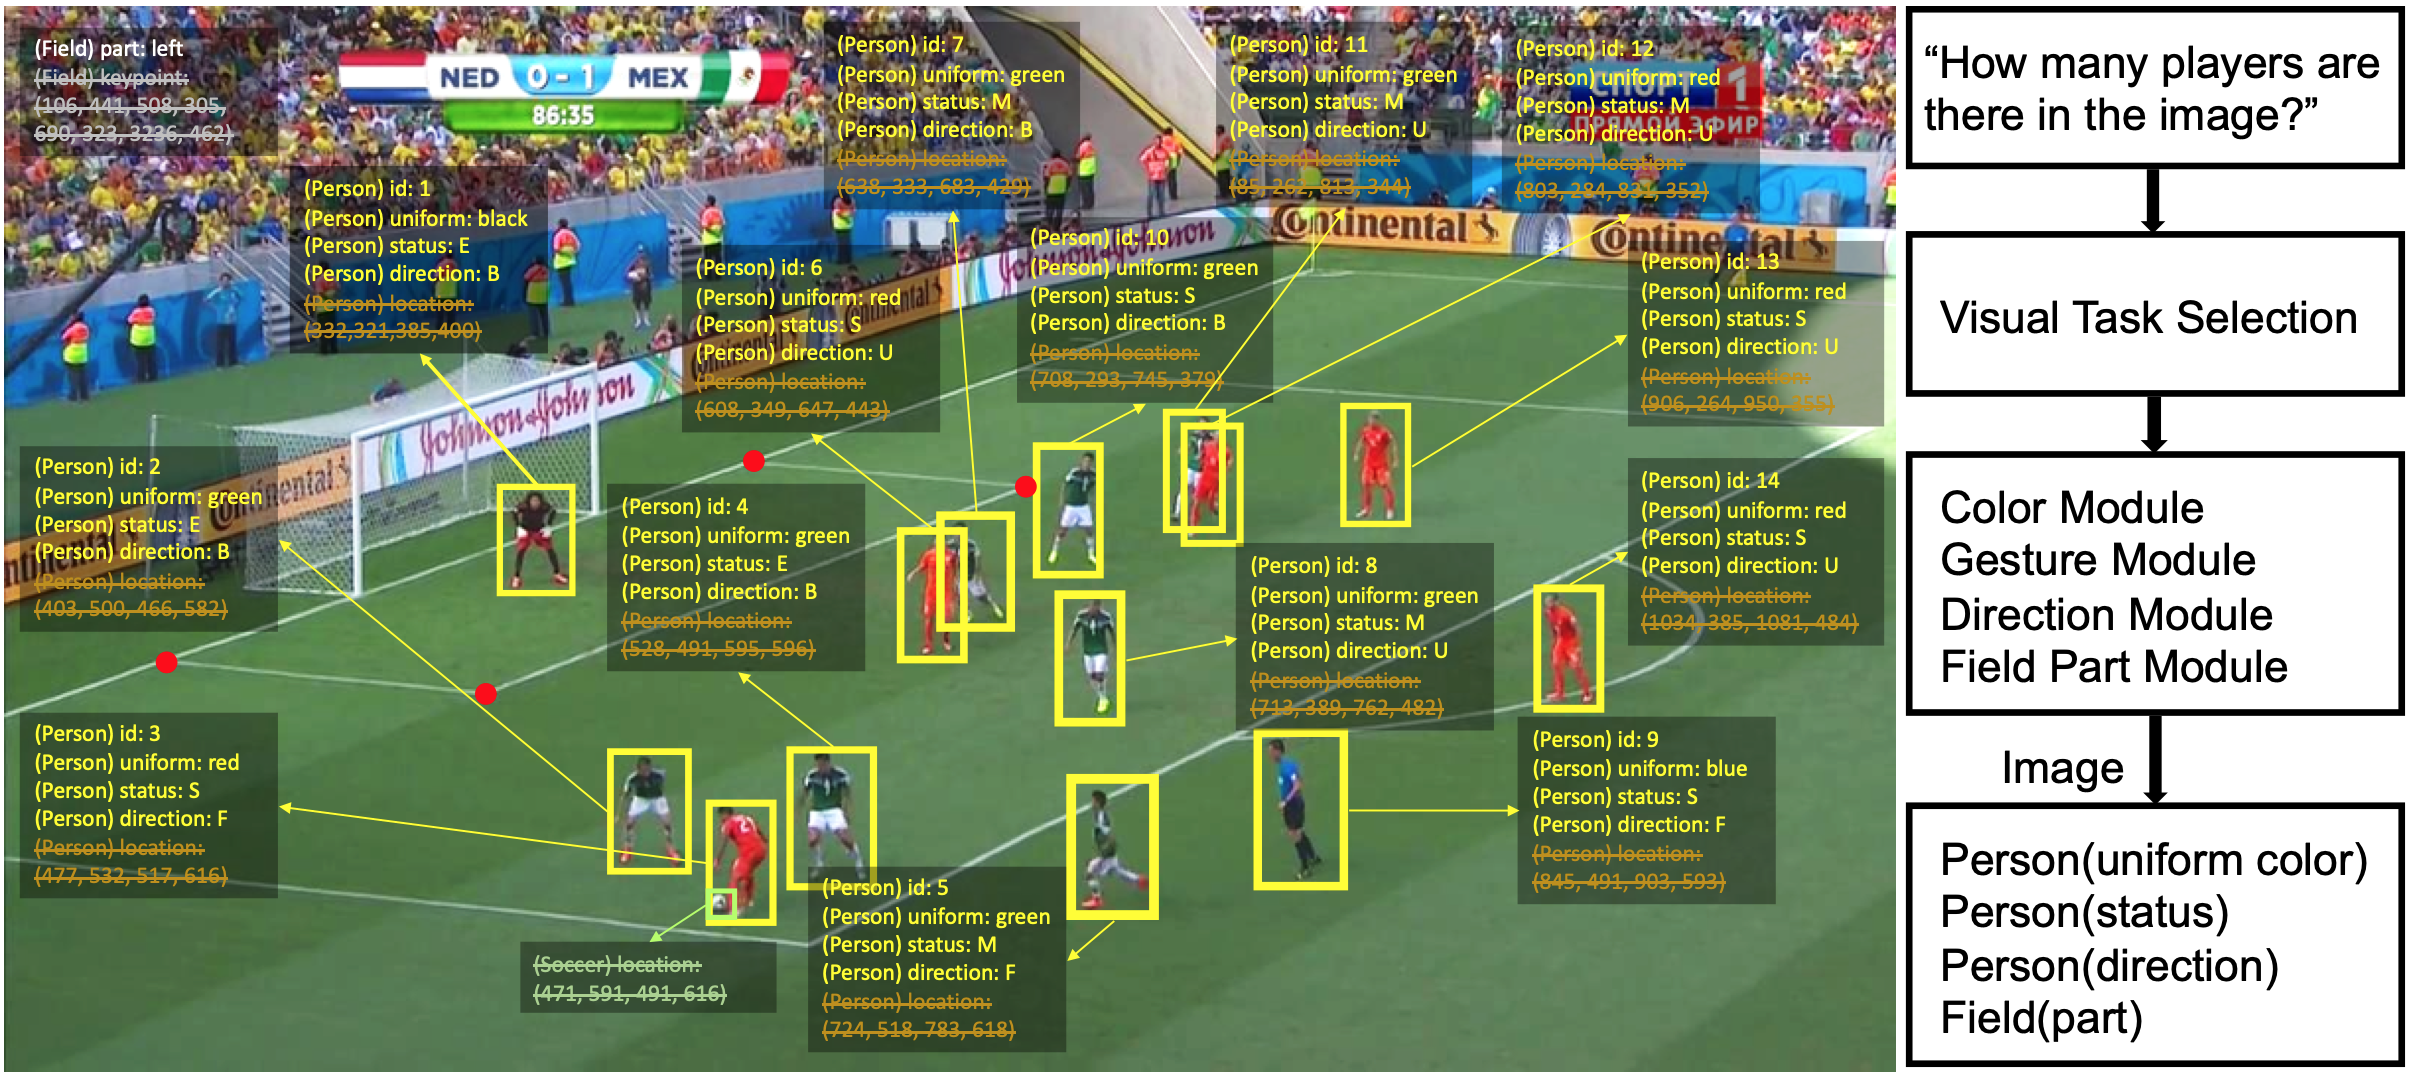 (Field) part: left
(Field) keypoint:
(106, 441, 508, 305,
690, 323, 3236, 462)
NED 0 - 1 MEX
86:35
(Person) id: 7
(Person) uniform: green
(Person) status: M
(Person) direction: B
(Person) location:
(638, 333, 683, 429)
(Person) id: 11
(Person) uniform: green
(Person) status: M
(Person) direction: U
(Person) location:
(85, 262, 813, 344)
(Person) id: 12
(Person) uniform: red
(Person) status: M
(Person) direction: U
(Person) location:
(803, 284, 831, 352)
СПОРТ 1
ПРЯМОЙ ЭФИР
(Person) id: 1
(Person) uniform: black
(Person) status: E
(Person) direction: B
(Person) location:
(332,321,385,400)
(Person) id: 6
(Person) uniform: red
(Person) status: S
(Person) direction: U
(Person) location:
(608, 349, 647, 443)
(Person) id: 10
(Person) uniform: green
(Person) status: S
(Person) direction: B
(Person) location:
(708, 293, 745, 379)
(Person) id: 13
(Person) uniform: red
(Person) status: S
(Person) direction: U
(Person) location:
(906, 264, 950, 355)
Continental
Continental
Johnson & Johnson
Continental
Johnson & Johnson
Continental
(Person) id: 2
(Person) uniform: green
(Person) status: E
(Person) direction: B
(Person) location:
(403, 500, 466, 582)
(Person) id: 4
(Person) uniform: green
(Person) status: E
(Person) direction: B
(Person) location:
(528, 491, 595, 596)
(Person) id: 8
(Person) uniform: green
(Person) status: M
(Person) direction: U
(Person) location:
(713, 389, 762, 482)
(Person) id: 14
(Person) uniform: red
(Person) status: S
(Person) direction: U
(Person) location:
(1034, 385, 1081, 484)
(Person) id: 3
(Person) uniform: red
(Person) status: S
(Person) direction: F
(Person) location:
(477, 532, 517, 616)
(Person) id: 9
(Person) uniform: blue
(Person) status: S
(Person) direction: F
(Person) location:
(845, 491, 903, 593)
(Person) id: 5
(Person) uniform: green
(Person) status: M
(Person) direction: F
(Person) location:
(724, 518, 783, 618)
(Soccer) location:
(471, 591, 491, 616)
“How many players are
there in the image?”
Visual Task Selection
Color Module
Gesture Module
Direction Module
Field Part Module
Image
Person(uniform color)
Person(status)
Person(direction)
Field(part)